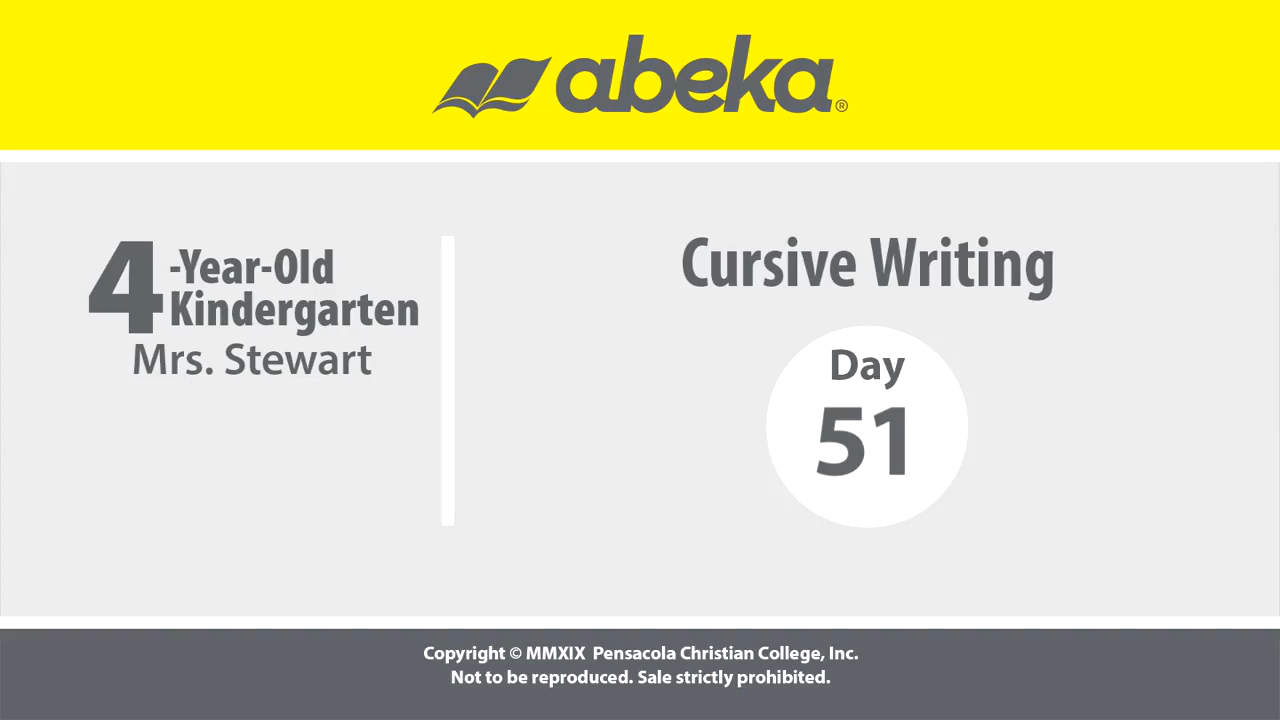 abeka®
4-Year-Old
Kindergarten
Mrs. Stewart
Cursive Writing
Day
51
Copyright © MMXIX Pensacola Christian College, Inc.
Not to be reproduced. Sale strictly prohibited.